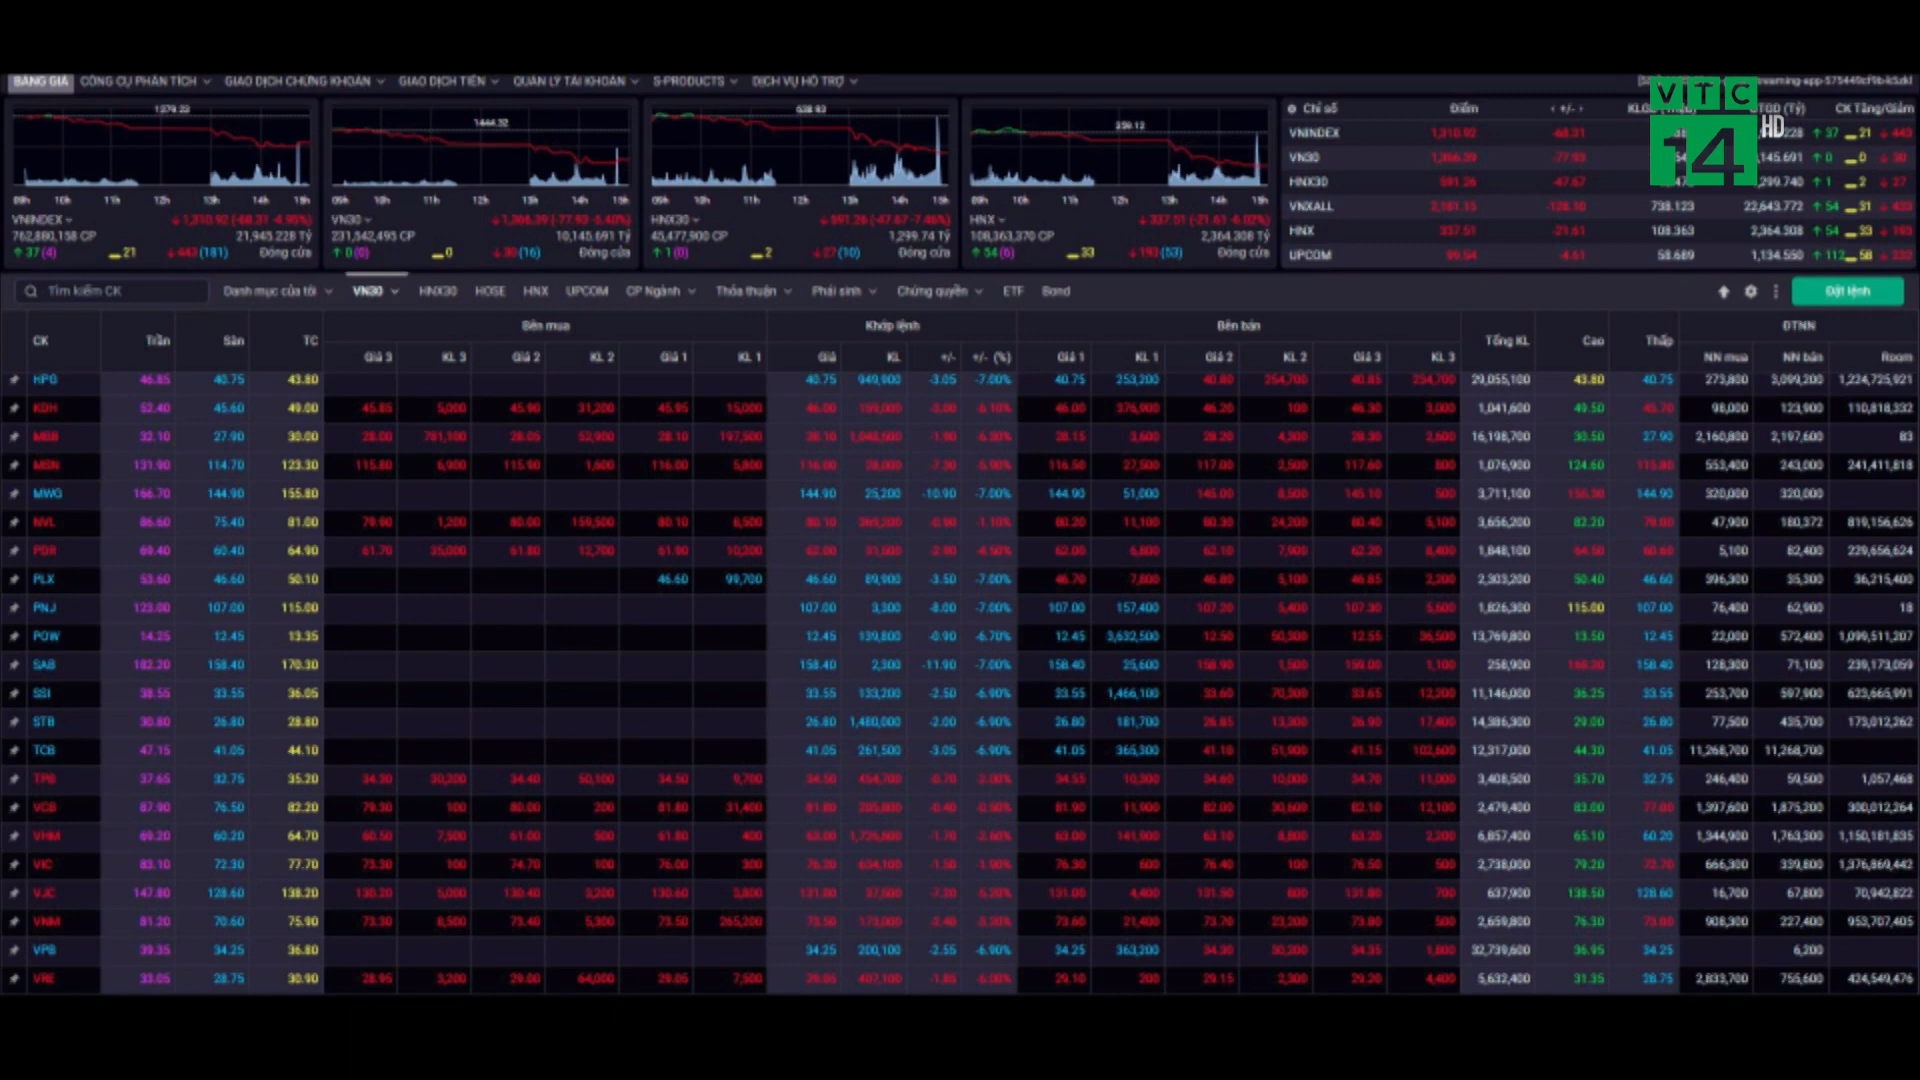 BẢNG GIÁ CÔNG CỤ PHÂN TÍCH GIAO DỊCH CHỨNG KHOÁN GIAO DỊCH TIỀN QUẢN LÝ TÀI KHOẢN S-PRODUCTS DỊCH VỤ HỖ TRỢ
VTC
14 HD
1279.23
1444.32
638.93
359.12
09h 10h 11h 12h 13h 14h 15h
VNINDEX 1,310.92 (-68.31 -4.95%)
762,880,158 CP 21,945.228 Tỷ
37(4) 21 443(181) Đóng cửa
VN30 1,366.39 (-77.93 -5.40%)
231,542,495 CP 10,145.691 Tỷ
0(0) 0 30(16) Đóng cửa
HNX30 591.26 (-47.67 -7.46%)
45,477,900 CP 1,299.74 Tỷ
1(0) 2 27(10) Đóng cửa
HNX 337.51 (-21.61 -6.02%)
108,363,370 CP 2,364.308 Tỷ
54(6) 33 193(53) Đóng cửa
Chỉ số Điểm +/- CK Tăng/Giảm
VNINDEX 1,310.92 -68.31 37 21 443
VN30 1,366.39 -77.93 0 0 30
HNX30 591.26 -47.67 1 2 27
VNXALL 2,181.15 738.123 22,643.772 54 31 433
HNX 337.51 -21.61 108.363 2,364.308 54 33 193
UPCOM 99.54 -4.61 58.689 1,134.550 112 58
Tìm kiếm CK Danh mục của tôi VN30 HNX30 HOSE HNX UPCOM CP Ngành Thỏa thuận Phái sinh Chứng quyền ETF Bond Đặt lệnh
CK Trần Sàn TC Bên mua Khớp lệnh Bên bán Tổng KL Cao Thấp ĐTNN
Giá 3 KL 3 Giá 2 KL 2 Giá 1 KL 1 Giá KL +/- +/- (%) Giá 1 KL 1 Giá 2 KL 2 Giá 3 KL 3 NN mua NN bán Room
HPG 46.85 40.75 43.80 40.75 949,900 -3.05 -7.00% 40.75 253,200 40.80 254,700 40.85 234,700 29,055,100 43.80 40.75 273,800 3,099,200 1,224,725,921
KDH 52.40 45.60 49.00 45.85 5,000 45.90 31,200 45.95 15,000 46.00 159,000 -3.00 -6.10% 46.00 376,900 46.20 100 46.30 3,000 1,041,600 49.50 45.70 98,000 123,900 110,818,332
MBB 32.10 27.90 30.00 28.00 781,100 28.05 52,900 28.10 197,500 28.10 1,048,500 -1.90 -6.30% 28.15 3,600 28.20 4,300 28.30 2,600 16,198,700 30.50 27.90 2,160,800 2,197,600 83
MSN 131.90 114.70 123.30 115.80 6,900 115.90 1,600 116.00 5,800 116.00 28,000 -7.30 -5.90% 116.50 27,500 117.00 2,500 117.60 800 1,076,900 124.60 115.80 553,400 243,000 241,411,818
MWG 166.70 144.90 155.80 144.90 25,200 -10.90 -7.00% 144.90 51,000 145.00 8,500 145.10 500 3,711,100 144.90 320,000 320,000
NVL 86.60 75.40 81.00 79.90 1,200 80.00 159,500 80.10 8,500 80.10 369,300 -0.90 -1.10% 80.20 11,100 80.30 24,200 80.40 5,100 3,656,200 82.20 79.00 47,900 180,372 819,156,626
PDR 69.40 60.40 64.90 61.70 35,000 61.80 12,700 61.90 10,200 62.00 31,500 -2.90 -4.50% 62.00 6,800 62.10 7,900 62.20 8,400 1,848,100 64.50 60.60 5,100 82,400 229,656,624
PLX 53.60 46.60 50.10 46.60 99,700 46.60 89,900 -3.50 -7.00% 46.70 7,800 46.80 5,100 46.85 2,200 2,303,200 50.40 46.60 396,300 35,300 36,215,400
PNJ 123.00 107.00 115.00 107.00 3,300 -8.00 -7.00% 107.00 157,400 107.20 5,400 107.30 5,600 1,826,300 115.00 107.00 76,400 62,900 18
POW 14.25 12.45 13.35 12.45 139,800 -0.90 -6.70% 12.45 3,632,500 12.50 50,300 12.55 36,500 13,769,800 13.50 12.45 22,000 572,400 1,099,511,207
SAB 182.20 158.40 170.30 158.40 2,300 -11.90 -7.00% 158.40 25,600 158.90 1,500 159.00 1,100 258,900 158.40 128,300 71,100 239,173,059
SSI 38.55 33.55 36.05 33.55 133,200 -2.50 -6.90% 33.55 1,466,100 33.60 70,300 33.65 12,200 11,146,000 36.25 33.55 253,700 597,900 623,665,991
STB 30.80 26.80 28.80 26.80 1,480,000 -2.00 -6.90% 26.80 181,700 26.85 13,300 26.90 17,400 14,386,300 29.00 26.80 77,500 435,700 173,012,262
TCB 47.15 41.05 44.10 41.05 261,500 -3.05 -6.90% 41.05 365,300 41.10 51,900 41.15 102,600 12,317,000 44.30 41.05 11,268,700 11,268,700
TPB 37.65 32.75 35.20 34.30 30,200 34.40 50,100 34.50 9,700 34.50 454,700 -0.70 -2.00% 34.55 10,300 34.60 10,000 34.70 11,000 3,408,500 35.70 32.75 246,400 59,500 1,057,468
VCB 87.90 76.50 82.20 79.30 100 80.00 200 81.80 31,400 81.80 205,800 -0.40 -0.50% 81.90 11,900 82.00 30,600 82.10 12,100 2,479,400 83.00 77.00 1,397,600 1,875,200 300,012,264
VHM 69.20 60.20 64.70 60.50 7,500 61.00 500 61.80 400 63.00 1,726,800 -1.70 -2.60% 63.00 141,900 63.10 8,800 63.20 2,200 6,857,400 65.10 60.20 1,344,900 1,763,300 1,150,181,835
VIC 83.10 72.30 77.70 73.30 100 74.70 100 76.00 300 76.20 634,100 -1.50 -1.90% 76.30 600 76.40 100 76.50 500 2,738,000 79.20 72.70 666,300 339,800 1,376,869,442
VJC 147.80 128.60 138.20 130.20 5,000 130.40 3,200 130.60 3,800 131.00 37,500 -7.20 -5.20% 131.00 4,400 131.50 800 131.80 700 637,900 138.50 128.60 16,700 67,800 70,942,822
VNM 81.20 70.60 75.90 73.30 8,500 73.40 5,300 73.50 265,200 73.50 173,000 -2.40 -3.20% 73.60 21,400 73.70 23,200 73.80 500 2,659,800 76.30 73.00 908,300 227,400 953,707,405
VPB 39.35 34.25 36.80 34.25 200,100 -2.55 -6.90% 34.25 363,200 34.30 30,200 34.35 1,800 32,739,600 36.95 34.25 6,200
VRE 33.05 28.75 30.90 28.95 3,200 29.00 64,000 29.05 7,500 29.05 407,100 -1.85 -6.00% 29.10 200 29.15 2,300 29.20 4,400 5,632,400 31.35 28.75 2,833,700 755,600 424,549,476